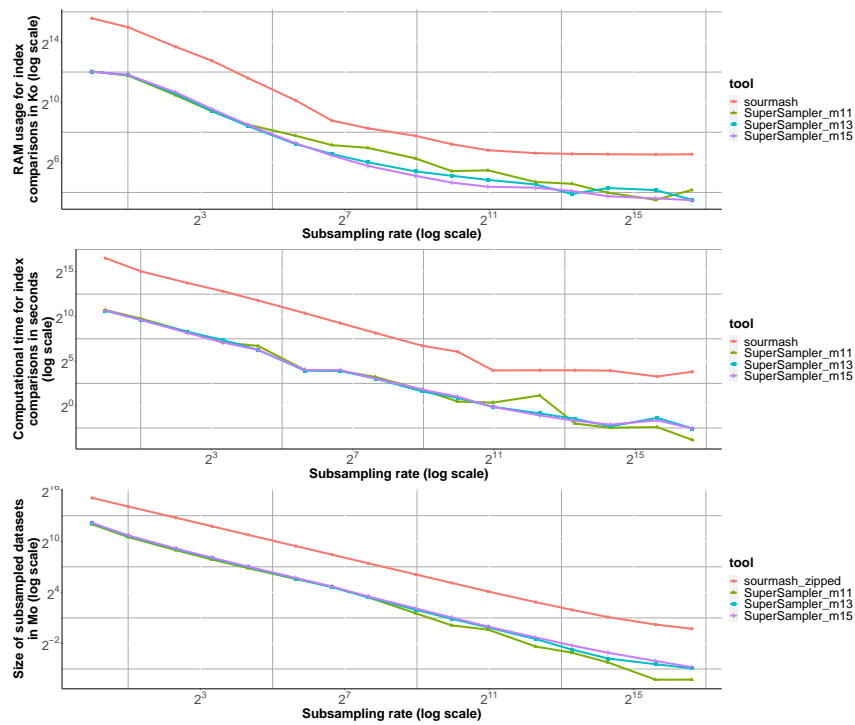 RAM usage for index
comparisons in Ko (log scale)
2^14
2^10
2^6
2^3
2^7
2^11
2^15
Subsampling rate (log scale)
tool
sourmash
SuperSampler_m11
SuperSampler_m13
SuperSampler_m15
Computational time for index
comparisons in seconds
(log scale)
2^15
2^10
2^5
2^0
2^3
2^7
2^11
2^15
Subsampling rate (log scale)
tool
sourmash
SuperSampler_m11
SuperSampler_m13
SuperSampler_m15
Size of subsampled datasets
in Mo (log scale)
2^16
2^10
2^4
2^−2
2^3
2^7
2^11
2^15
Subsampling rate (log scale)
tool
sourmash_zipped
SuperSampler_m11
SuperSampler_m13
SuperSampler_m15